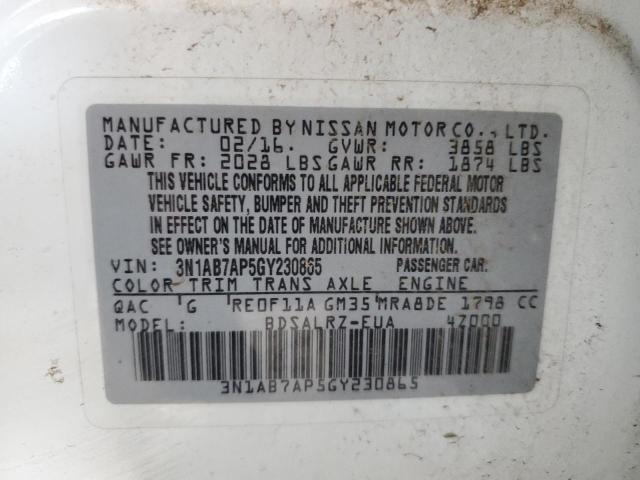 MANUFACTURED BY NISSAN MOTOR CO., LTD.
DATE: 02/16. GVWR: 3858 LBS
GAWR FR: 2028 LBS GAWR RR: 1874 LBS
THIS VEHICLE CONFORMS TO ALL APPLICABLE FEDERAL MOTOR
VEHICLE SAFETY, BUMPER AND THEFT PREVENTION STANDARDS
IN EFFECT ON THE DATE OF MANUFACTURE SHOWN ABOVE.
SEE OWNER'S MANUAL FOR ADDITIONAL INFORMATION.
VIN: 3N1AB7AP5GY230865 PASSENGER CAR.
COLOR TRIM TRANS AXLE ENGINE
QAC G RE0F11A GM35 MRA8DE 1798 CC
MODEL: BDSALRZ-EUA 4Z000
3N1AB7AP5GY230865